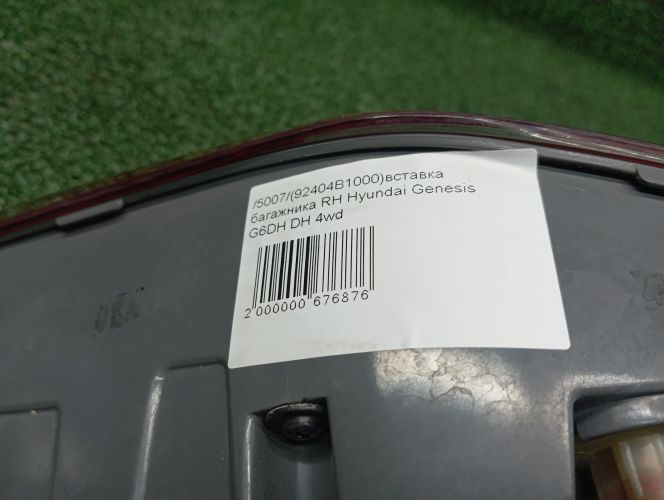 /5007/(92404B1000)вставка
багажника RH Hyundai Genesis
G6DH DH 4wd
2 000000 676876